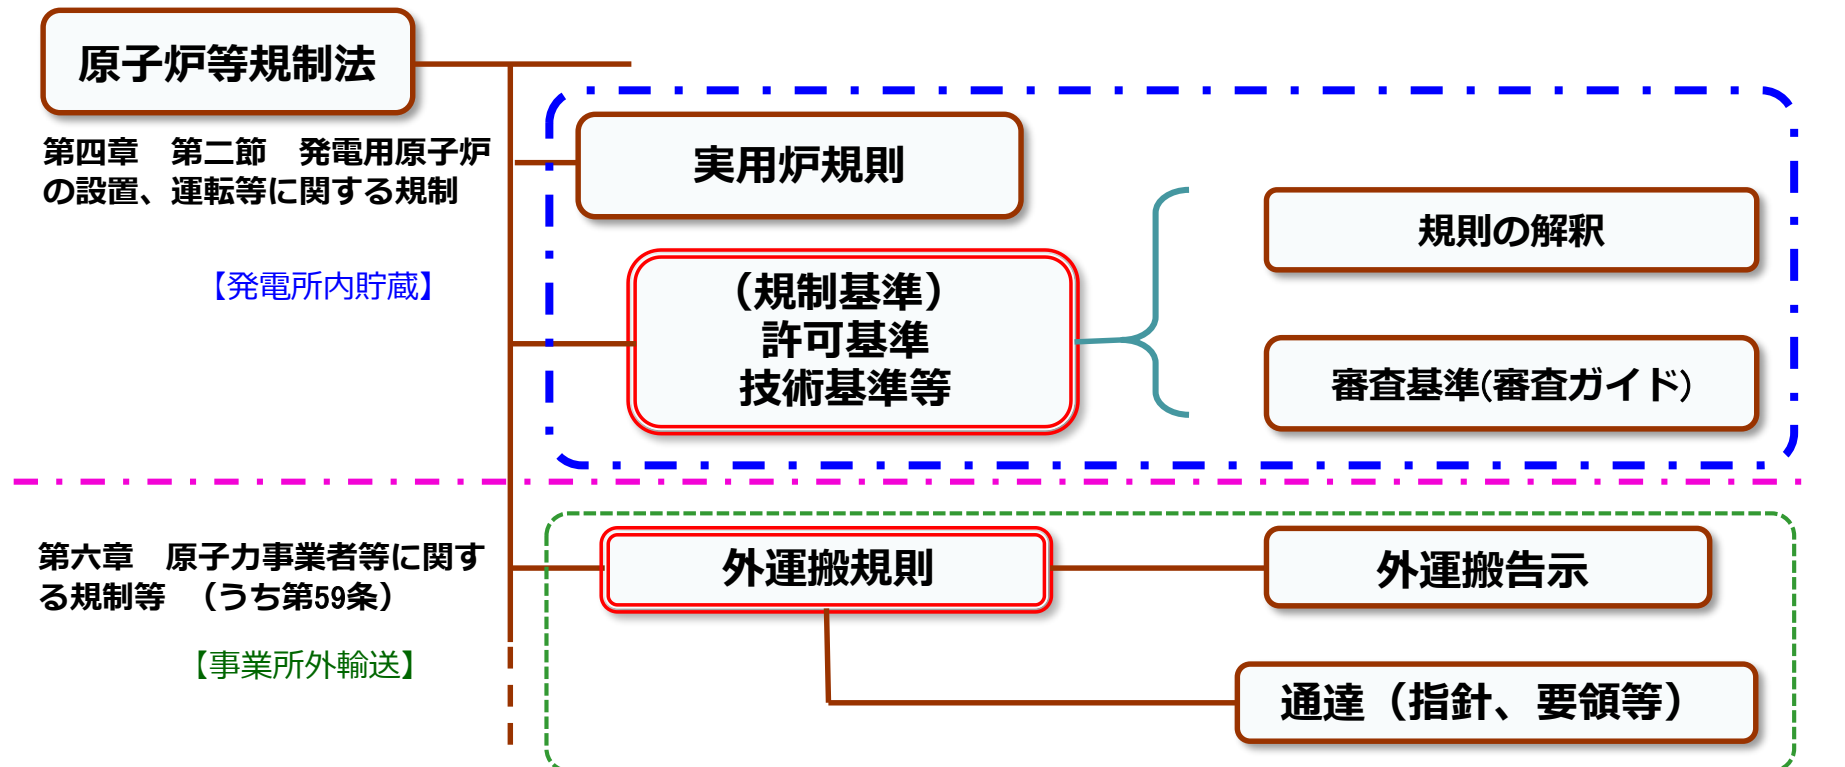 原子炉等規制法
第四章　第二節　発電用原子炉
の設置、運転等に関する規制
【発電所内貯蔵】
実用炉規則
（規制基準）
許可基準
技術基準等
規則の解釈
審査基準(審査ガイド)
第六章　原子力事業者等に関す
る規制等　（うち第59条）
【事業所外輸送】
外運搬規則
外運搬告示
通達（指針、要領等）